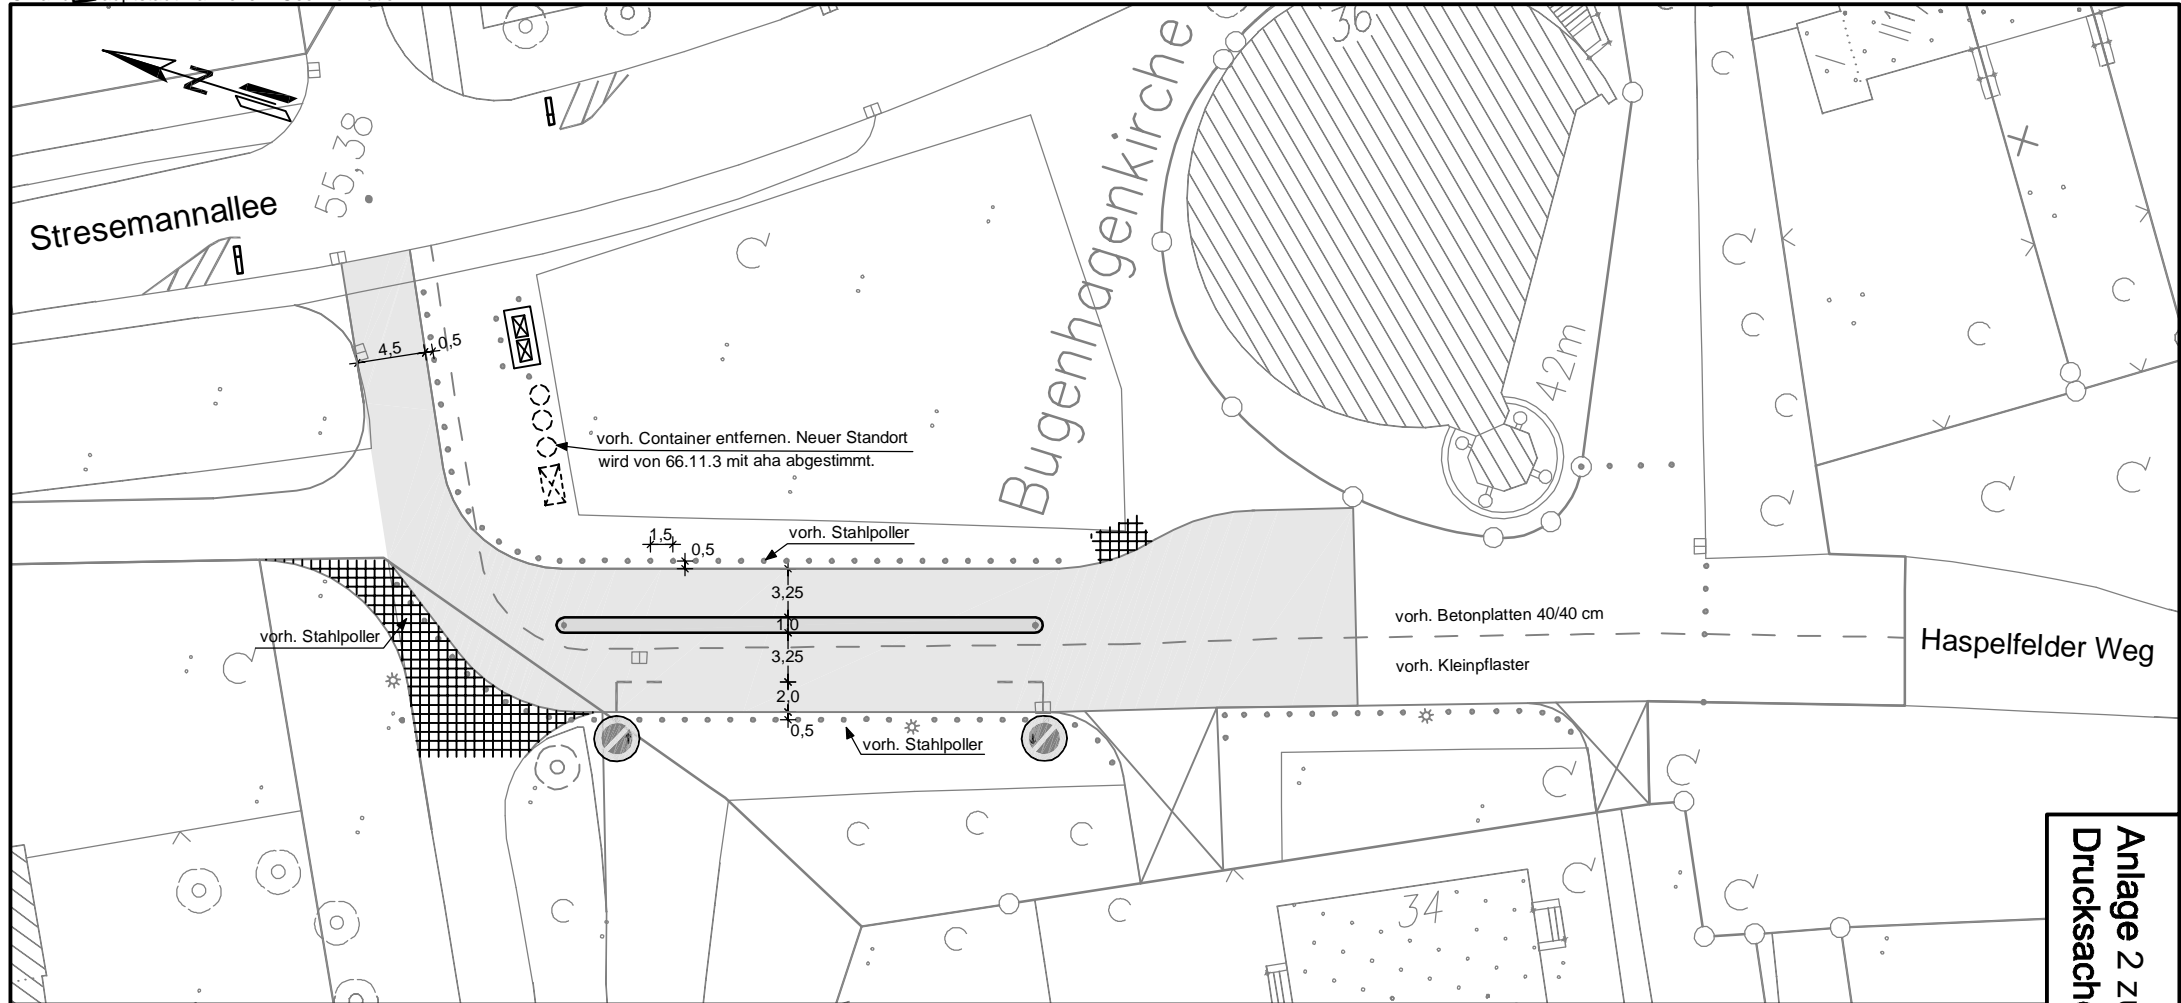 N
55,38
Stresemannallee
36
Bugenhagenkirche
42m
4,5
0,5
vorh. Container entfernen. Neuer Standort
wird von 66.11.3 mit aha abgestimmt.
1,5
0,5
vorh. Stahlpoller
3,25
1,0
3,25
2,0
0,5
vorh. Stahlpoller
vorh. Stahlpoller
vorh. Betonplatten 40/40 cm
vorh. Kleinpflaster
Haspelfelder Weg
34
Anlage 2